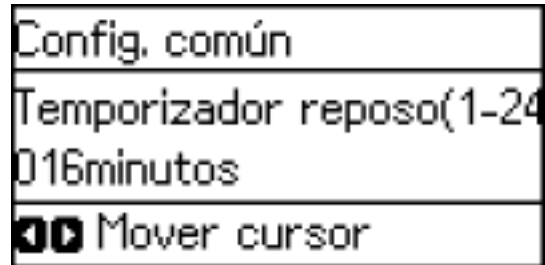 Config. común
Temporizador reposo(1-24
016minutos
Mover cursor